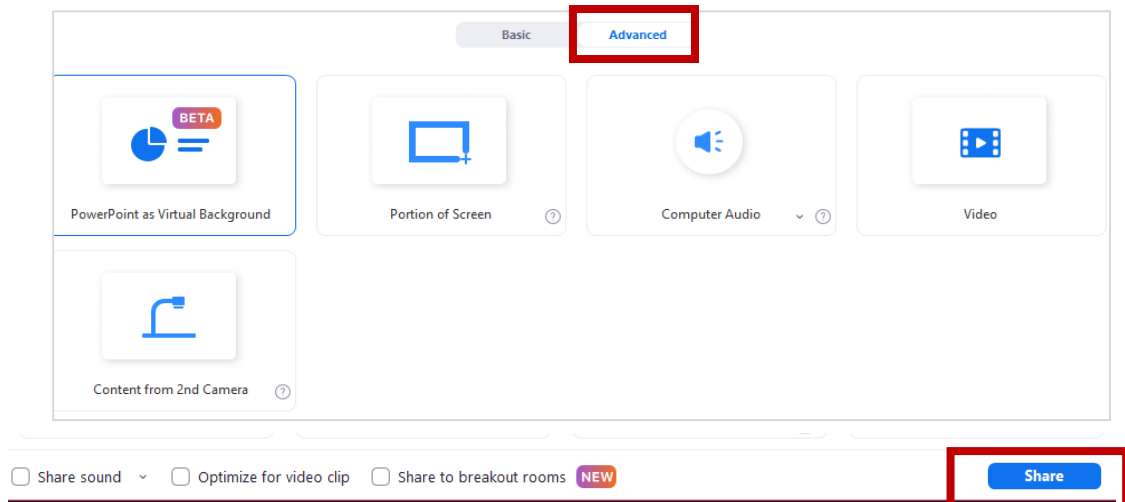 Basic Advanced
BETA
PowerPoint as Virtual Background
Portion of Screen ?
Computer Audio ?
Video
Content from 2nd Camera ?
Share sound Optimize for video clip Share to breakout rooms NEW Share